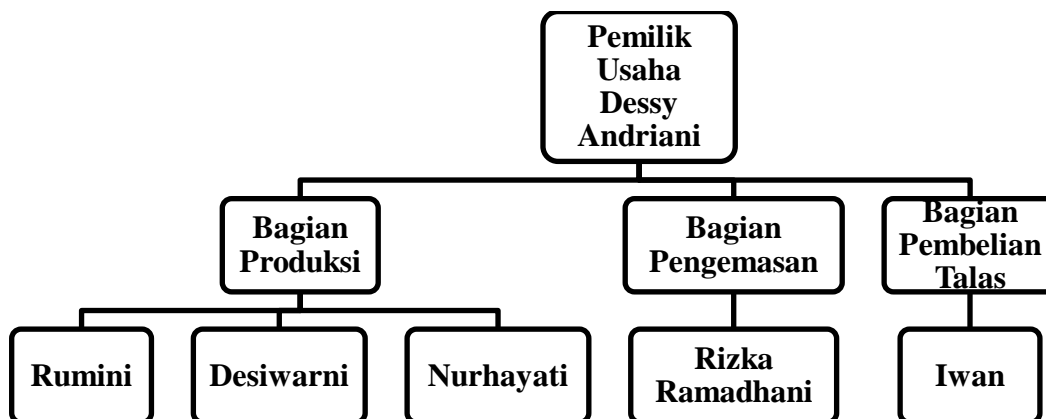 Pemilik
Usaha
Dessy
Andriani
Bagian
Produksi
Bagian
Pengemasan
Bagian
Pembelian
Talas
Rumini
Desiwarni
Nurhayati
Rizka
Ramadhani
Iwan